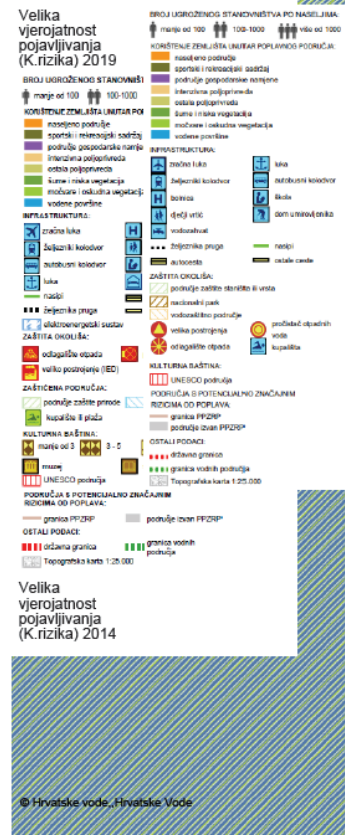 Velika
vjerojatnost
pojavljivanja
(K.rizika) 2019
BROJ UGROŽENOG STANOVNIŠT
manje od 100 100-1000
KORIŠTENJE ZEMLJIŠTA UNUTAR POF
naseljeno područje
sportski i rekreacijski sadržaj
područje gospodarske namje
intenzivna poljoprivreda
ostala poljoprivreda
šume i niska vegetacija
močvare i oskudna vegetacij
vodene površine
INFRASTRUKTURA:
zračna luka
željeznički kolodvor
autobusni kolodvor
luka
nasipi
željeznička pruga
elektroenergetski sustav
ZAŠTITA OKOLIŠA:
odlagalište otpada
veliko postrojenje (IED)
ZAŠTIĆENA PODRUČJA:
područje zaštite prirode
kupalište ili plaža
KULTURNA BAŠTINA:
manje od 3 3 - 5
muzej
UNESCO područja
PODRUČJA S POTENCIJALNO ZNAČAJNIM
RIZICIMA OD POPLAVA:
granica PPZRP područje izvan PPZRP
OSTALI PODACI:
državna granica granica vodnih
područja
Topografska karta 1:25.000
BROJ UGROŽENOG STANOVNIŠTVA PO NASELJIMA:
manje od 100 100-1000 više od 1000
KORIŠTENJE ZEMLJIŠTA UNUTAR POPLAVNOG PODRUČJA:
naseljeno područje
sportski i rekreacijski sadržaji
područje gospodarske namjene
intenzivna poljoprivreda
ostala poljoprivreda
šume i niska vegetacija
močvare i oskudna vegetacija
vodene površine
INFRASTRUKTURA:
zračna luka luka
željeznički kolodvor autobusni kolodvor
bolnica škola
dječji vrtić dom umirovljenika
vodozahvat
željeznička pruga nasipi
autocesta ostale ceste
ZAŠTITA OKOLIŠA:
područje zaštite staništa ili vrsta
nacionalni park
vodozaštitno područje
velika postrojenja pročistač otpadnih
voda
odlagalište otpada kupališta
KULTURNA BAŠTINA:
UNESCO područja
PODRUČJA S POTENCIJALNO ZNAČAJNIM
RIZICIMA OD POPLAVA:
granica PPZRP
područje izvan PPZRP
OSTALI PODACI:
državna granica
granica vodnih područja
Topografska karta 1:25.000
Velika
vjerojatnost
pojavljivanja
(K.rizika) 2014
© Hrvatske vode,,Hrvatske Vode